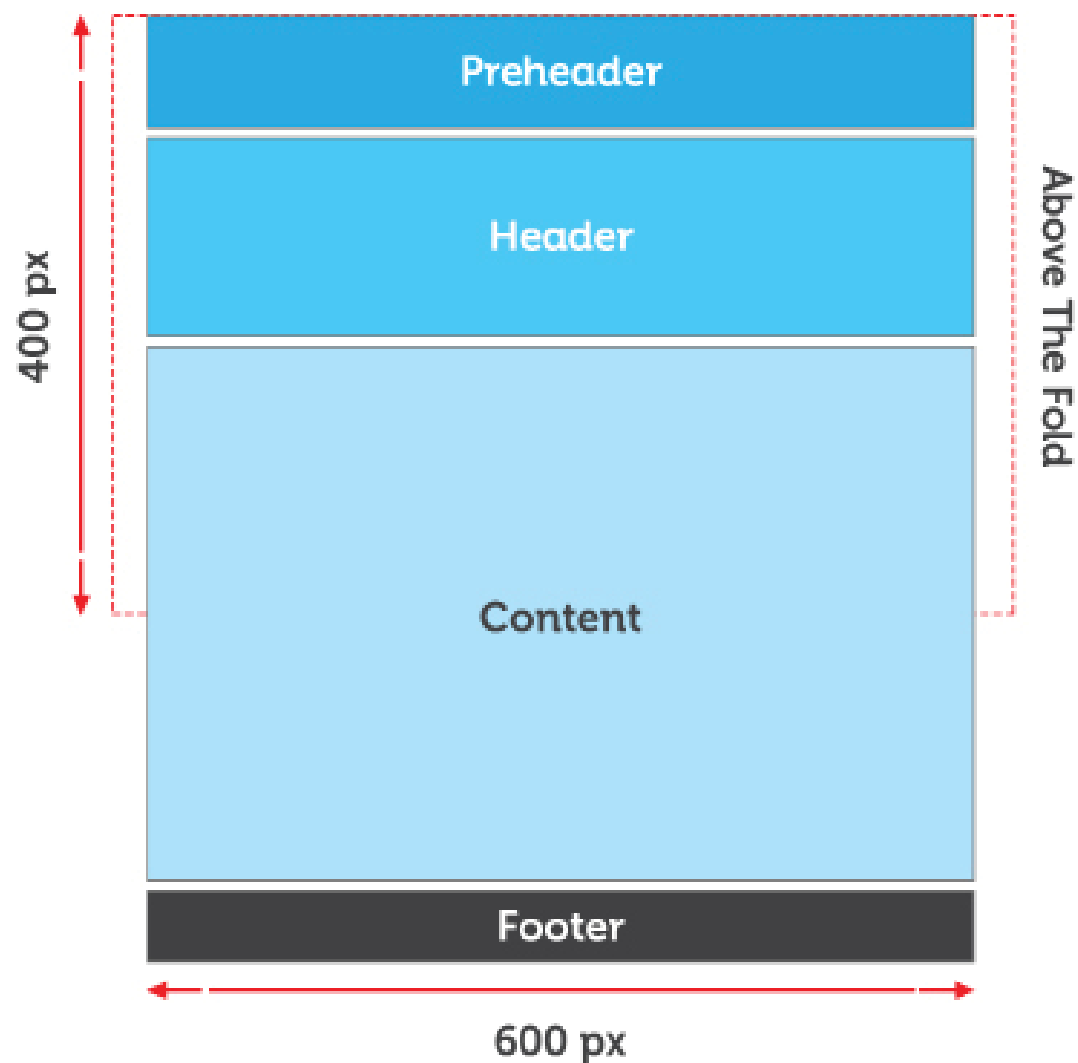 Preheader
Header
400 px
Above The Fold
Content
Footer
600 px